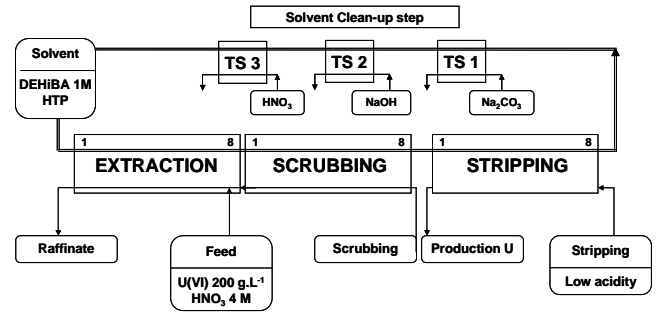 Solvent Clean-up step
Solvent
DEHiBA 1M
HTP
TS 3
TS 2
TS 1
HNO₃
NaOH
Na₂CO₃
1 8
EXTRACTION
1 8
SCRUBBING
1 8
STRIPPING
Raffinate
Feed
U(VI) 200 g.L⁻¹
HNO₃ 4 M
Scrubbing
Production U
Stripping
Low acidity